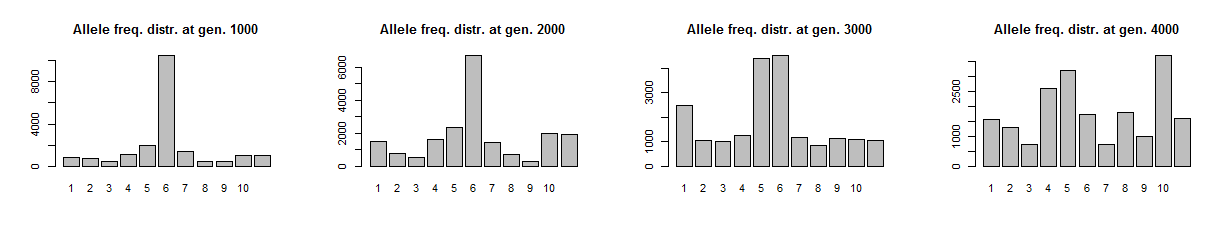 Allele freq. distr. at gen. 1000
0 4000 8000
1 2 3 4 5 6 7 8 9 10
Allele freq. distr. at gen. 2000
0 2000 4000 6000
1 2 3 4 5 6 7 8 9 10
Allele freq. distr. at gen. 3000
0 1000 3000
1 2 3 4 5 6 7 8 9 10
Allele freq. distr. at gen. 4000
0 1000 2500
1 2 3 4 5 6 7 8 9 10